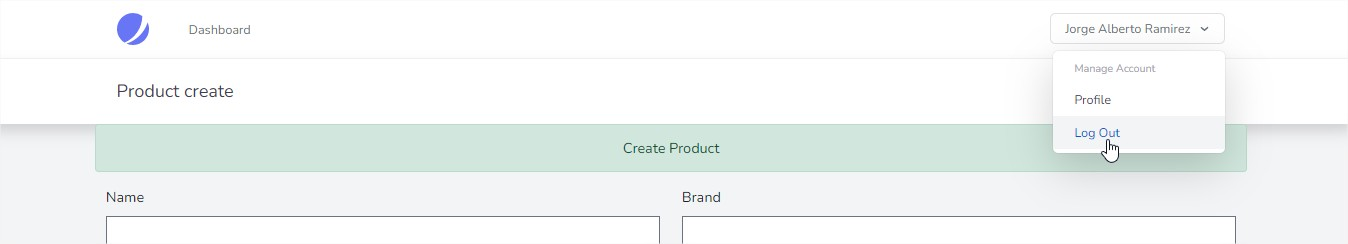 Dashboard
Jorge Alberto Ramirez
Manage Account
Product create
Profile
Log Out
Create Product
Name
Brand